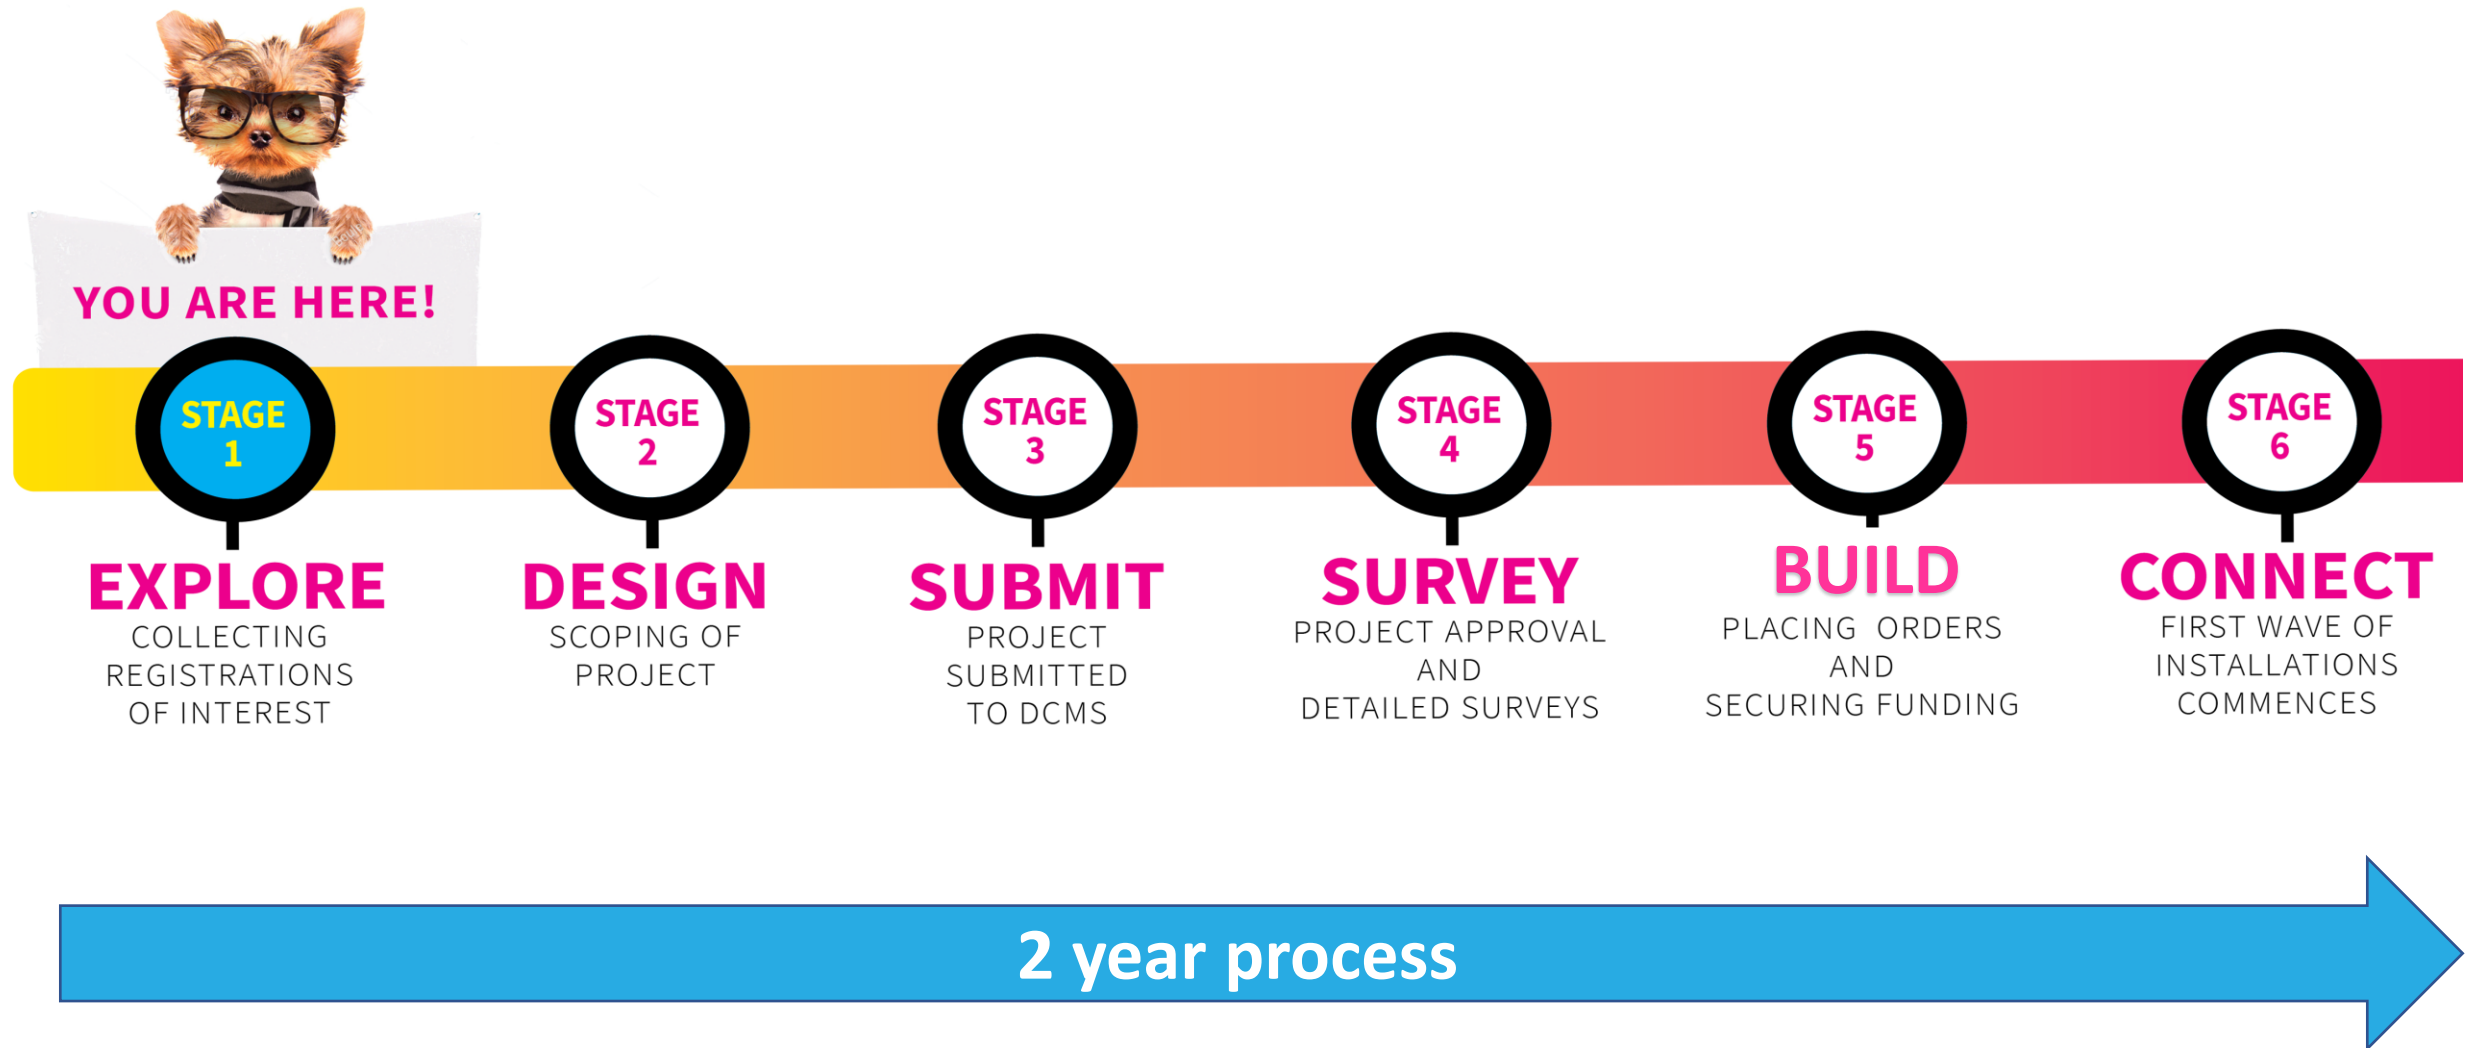 YOU ARE HERE!
STAGE
1
STAGE
2
STAGE
3
STAGE
4
STAGE
5
STAGE
6
EXPLORE
COLLECTING
REGISTRATIONS
OF INTEREST
DESIGN
SCOPING OF
PROJECT
SUBMIT
PROJECT
SUBMITTED
TO DCMS
SURVEY
PROJECT APPROVAL
AND
DETAILED SURVEYS
BUILD
PLACING ORDERS
AND
SECURING FUNDING
CONNECT
FIRST WAVE OF
INSTALLATIONS
COMMENCES
2 year process